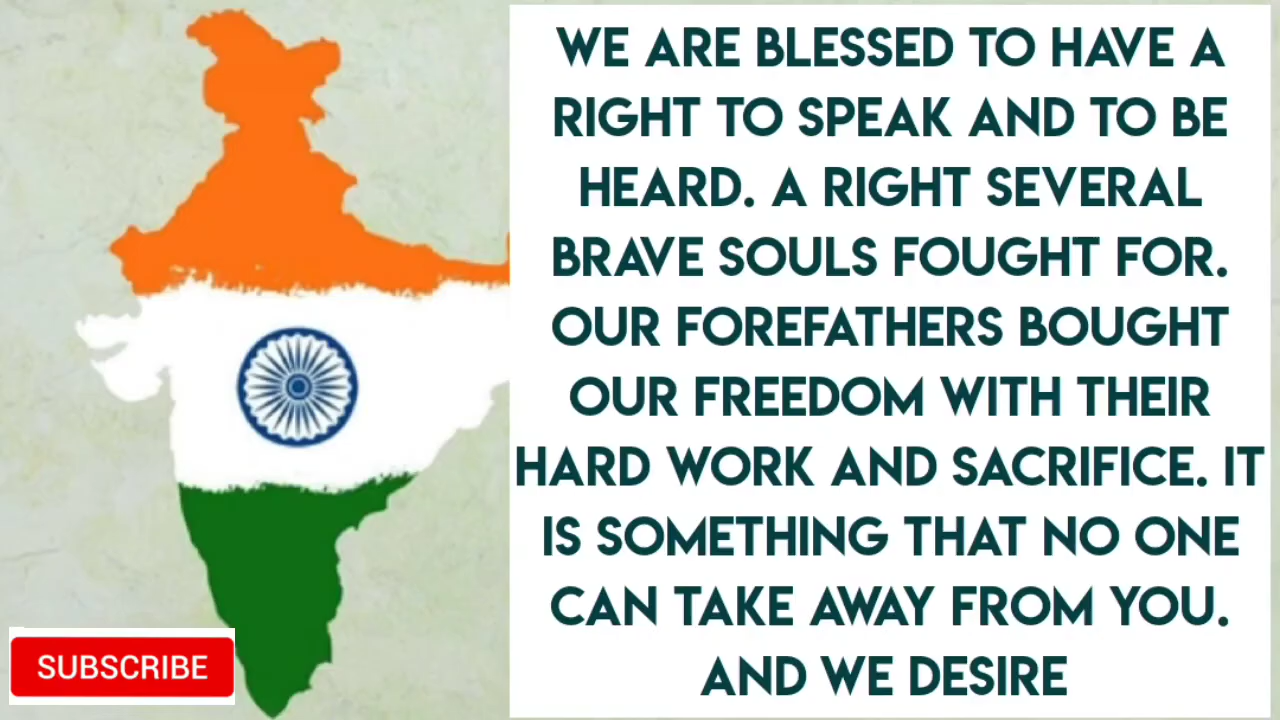 WE ARE BLESSED TO HAVE A
RIGHT TO SPEAK AND TO BE
HEARD. A RIGHT SEVERAL
BRAVE SOULS FOUGHT FOR.
OUR FOREFATHERS BOUGHT
OUR FREEDOM WITH THEIR
HARD WORK AND SACRIFICE. IT
IS SOMETHING THAT NO ONE
CAN TAKE AWAY FROM YOU.
AND WE DESIRE
SUBSCRIBE